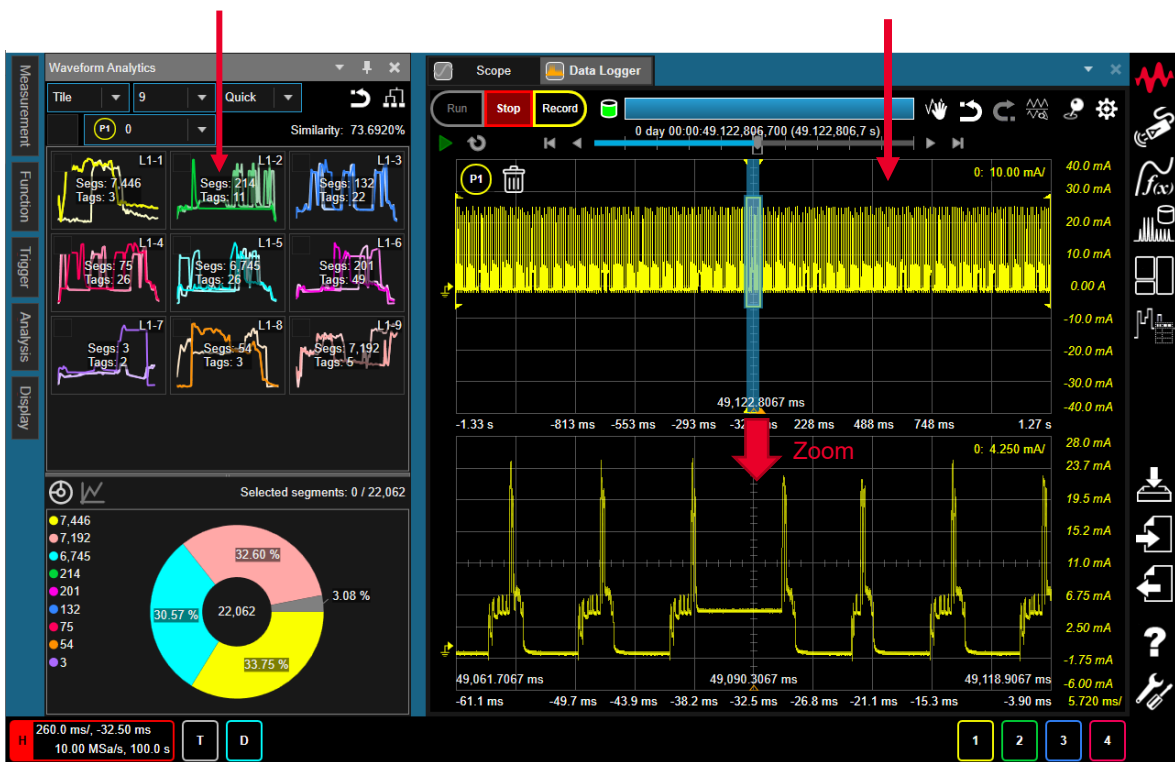 Measurement
Function
Trigger
Analysis
Display
Waveform Analytics
Tile 9 Quick
P1 0
Similarity: 73.6920%
L1-1
Segs: 7,446
Tags: 3
L1-2
Segs: 214
Tags: 11
L1-3
Segs: 132
Tags: 22
L1-4
Segs: 75
Tags: 26
L1-5
Segs: 6,745
Tags: 26
L1-6
Segs: 201
Tags: 49
L1-7
Segs: 3
Tags: 2
L1-8
Segs: 54
Tags: 3
L1-9
Segs: 7,192
Tags: 5
Selected segments: 0 / 22,062
7,446
7,192
6,745
214
201
132
75
54
3
32.60 %
3.08 %
30.57 %
22,062
33.75 %
Scope
Data Logger
Run Stop Record
0 day 00:00:49.122,806,700 (49.122,806,7 s)
P1
0: 10.00 mA/
40.0 mA
30.0 mA
20.0 mA
10.0 mA
0.00 A
-10.0 mA
-20.0 mA
-30.0 mA
-40.0 mA
49,122.8067 ms
-1.33 s -813 ms -553 ms -293 ms 228 ms 488 ms 748 ms 1.27 s
Zoom
0: 4.250 mA/
28.0 mA
23.7 mA
19.5 mA
15.2 mA
11.0 mA
6.75 mA
2.50 mA
-1.75 mA
-6.00 mA
49,061.7067 ms 49,090.3067 ms 49,118.9067 ms
-61.1 ms -49.7 ms -43.9 ms -38.2 ms -32.5 ms -26.8 ms -21.1 ms -15.3 ms -3.90 ms 5.720 ms/
f(x)
?
H
260.0 ms/, -32.50 ms
10.00 MSa/s, 100.0 s
T
D
1
2
3
4